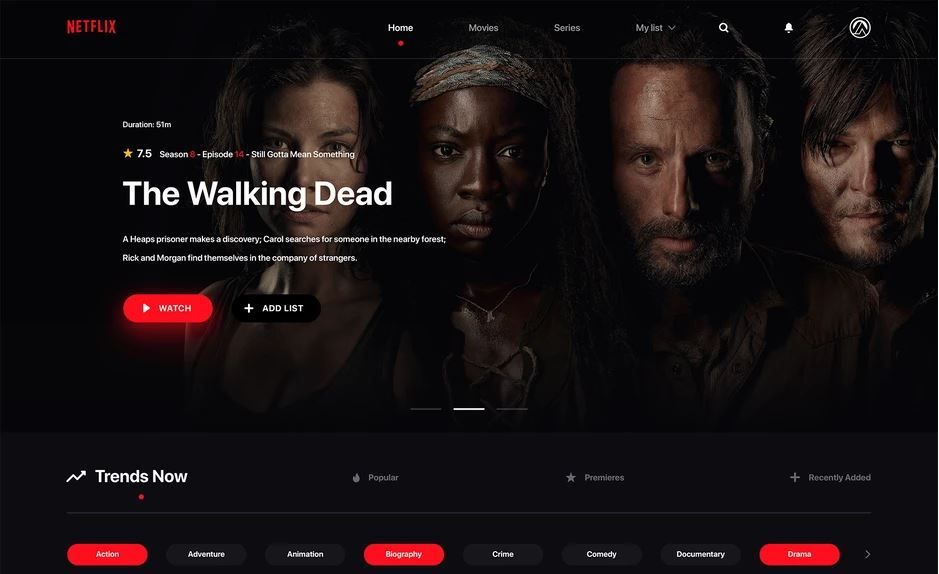 NETFLIX
Home
Movies
Series
My list
Duration: 51m
7.5 Season 8 - Episode 14 - Still Gotta Mean Something
The Walking Dead
A Heaps prisoner makes a discovery; Carol searches for someone in the nearby forest;
Rick and Morgan find themselves in the company of strangers.
WATCH
ADD LIST
Trends Now
Popular
Premieres
Recently Added
Action
Adventure
Animation
Biography
Crime
Comedy
Documentary
Drama